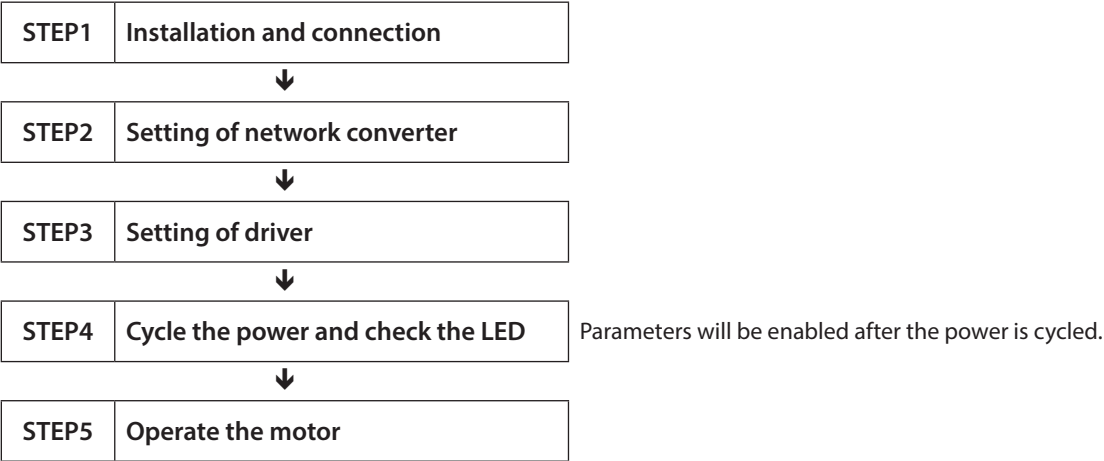 STEP1 Installation and connection
STEP2 Setting of network converter
STEP3 Setting of driver
STEP4 Cycle the power and check the LED Parameters will be enabled after the power is cycled.
STEP5 Operate the motor